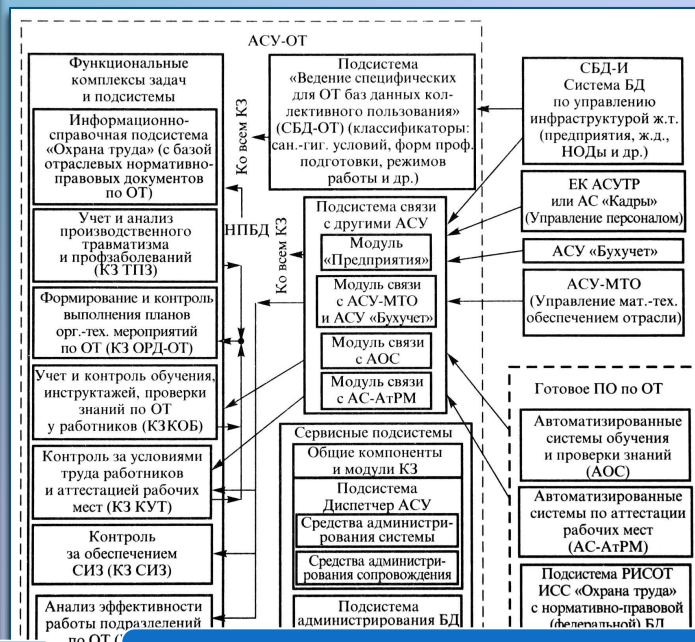 АСУ-ОТ
Функциональные
комплексы задач
и подсистемы
Информационно-
справочная подсистема
«Охрана труда» (с базой
отраслевых нормативно-
правовых документов
по ОТ)
Учет и анализ
производственного
травматизма
и профзаболеваний
(КЗ ТПЗ)
Формирование и контроль
выполнения планов
орг.-тех. мероприятий
по ОТ (КЗ ОРД-ОТ)
Учет и контроль обучения,
инструктажей, проверки
знаний по ОТ
у работников (КЗКОБ)
Контроль за условиями
труда работников
и аттестацией рабочих
мест (КЗ КУТ)
Контроль
за обеспечением
СИЗ (КЗ СИЗ)
Анализ эффективности
работы подразделений
по ОТ
Ко всем КЗ
НПБД
Ко всем КЗ
Подсистема
«Ведение специфических
для ОТ баз данных кол-
лективного пользования»
(СБД-ОТ) (классификаторы:
сан.-гиг. условий, форм проф.
подготовки, режимов
работы и др.)
Подсистема связи
с другими АСУ
Модуль
«Предприятия»
Модуль связи
с АСУ-МТО
и АСУ «Бухучет»
Модуль связи
с АОС
Модуль связи
с АС-АтРМ
Сервисные подсистемы
Общие компоненты
и модули КЗ
Подсистема
Диспетчер АСУ
Средства администри-
рования системы
Средства администри-
рования сопровождения
Подсистема
администрирования БД
СБД-И
Система БД
по управлению
инфраструктурой ж.т.
(предприятия, ж.д.,
НОДы и др.)
ЕК АСУТР
или АС «Кадры»
(Управление персоналом)
АСУ «Бухучет»
АСУ-МТО
(Управление мат.-тех.
обеспечением отрасли)
Готовое ПО по ОТ
Автоматизированные
системы обучения
и проверки знаний
(АОС)
Автоматизированные
системы по аттестации
рабочих мест
(АС-АтРМ)
Подсистема РИСОТ
ИСС «Охрана труда»
с нормативно-правовой
(федеральной) БД